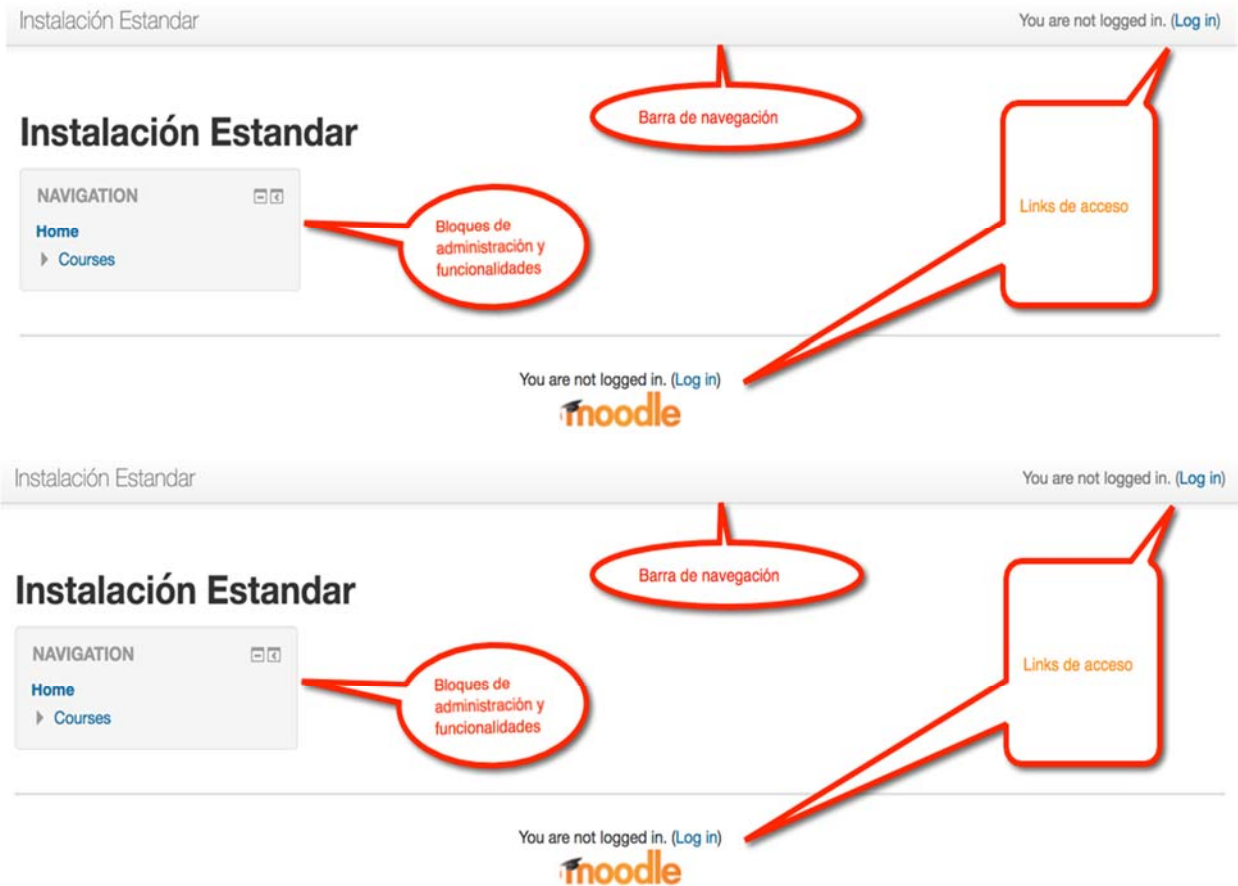 Instalación Estandar
You are not logged in. (Log in)
Barra de navegación
Instalación Estandar
NAVIGATION
Home
Courses
Bloques de
administración y
funcionalidades
Links de acceso
You are not logged in. (Log in)
moodle
Instalación Estandar
You are not logged in. (Log in)
Barra de navegación
Instalación Estandar
NAVIGATION
Home
Courses
Bloques de
administración y
funcionalidades
Links de acceso
You are not logged in. (Log in)
moodle